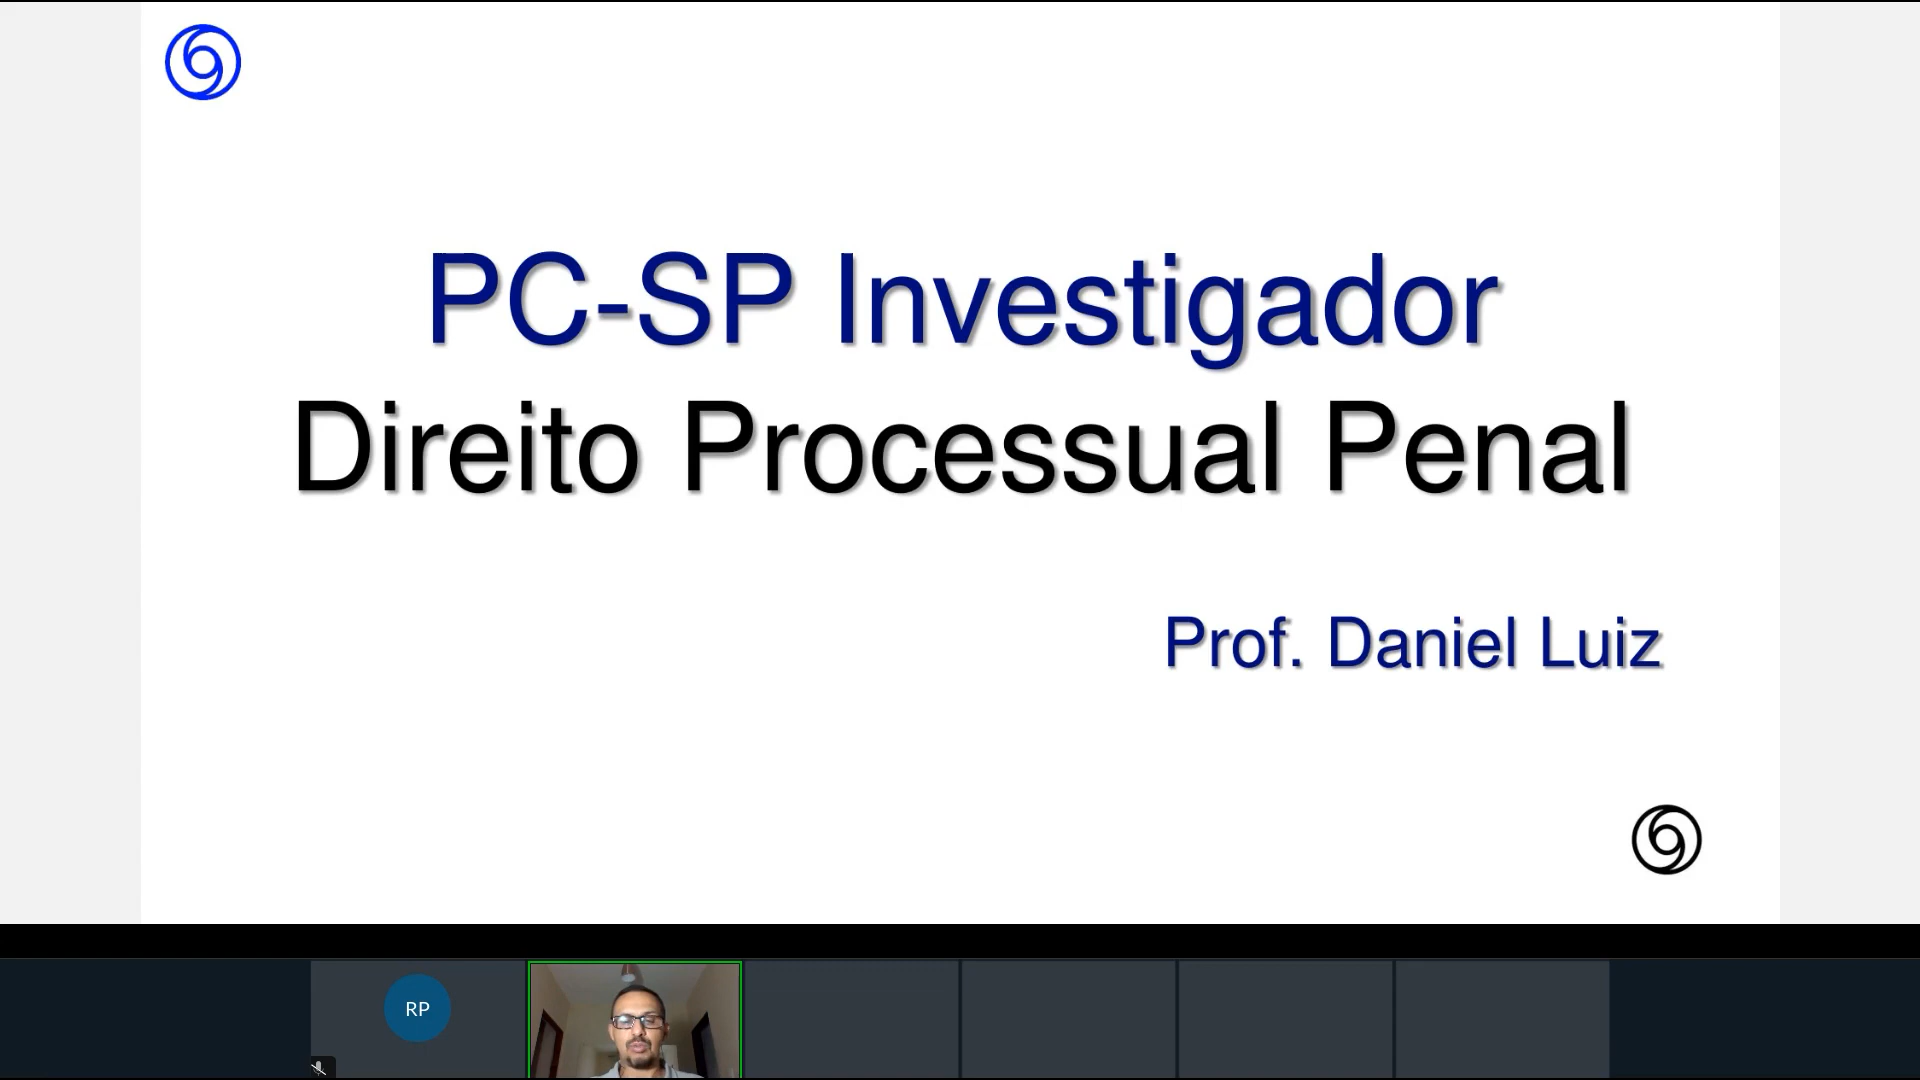 PC-SP Investigador
Direito Processual Penal
Prof. Daniel Luiz
RP